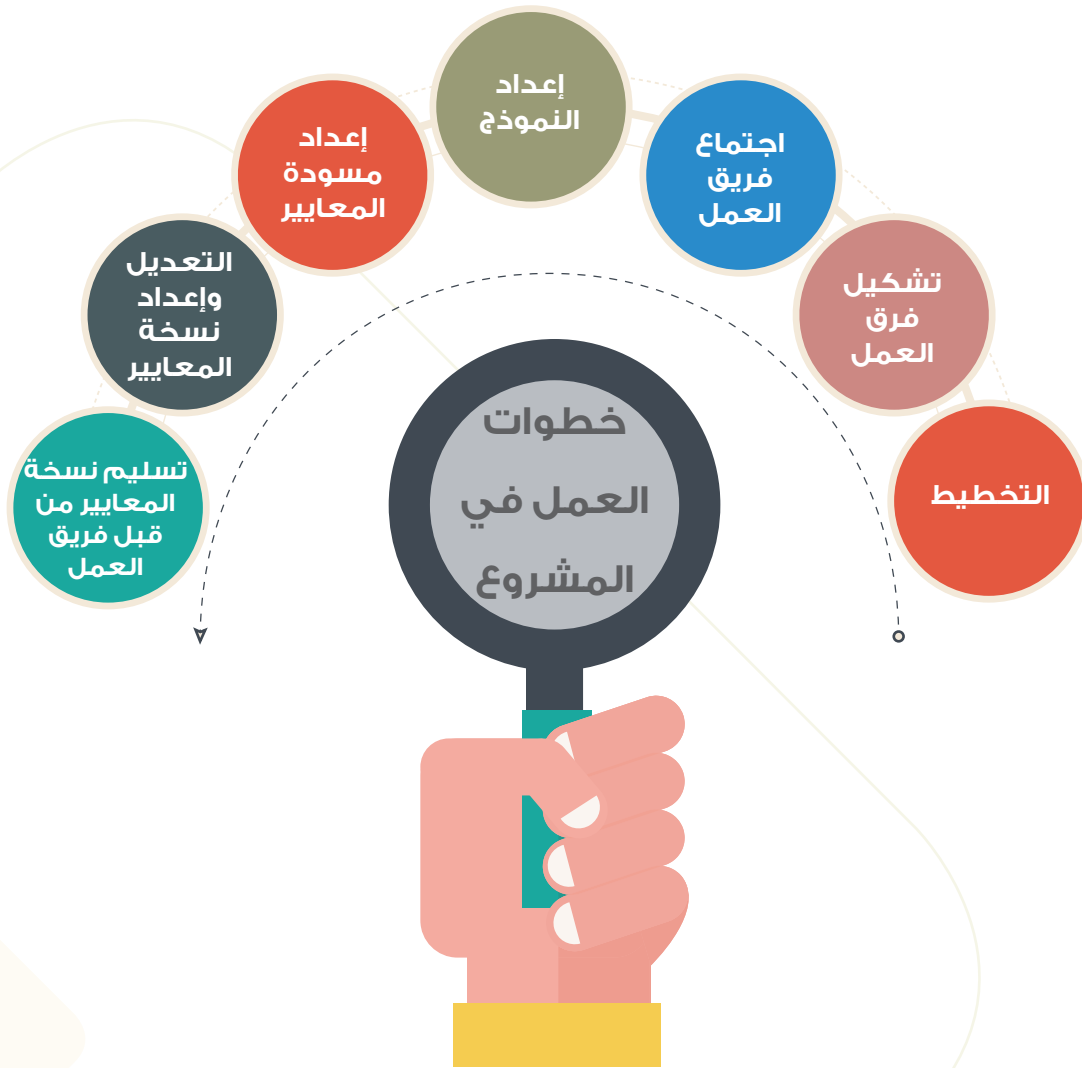 خطوات
العمل في
المشروع
التخطيط
تشكيل
فرق
العمل
اجتماع
فريق
العمل
إعداد
النموذج
إعداد
مسودة
المعايير
التعديل
وإعداد
نسخة
المعايير
تسليم نسخة
المعايير من
قبل فريق
العمل